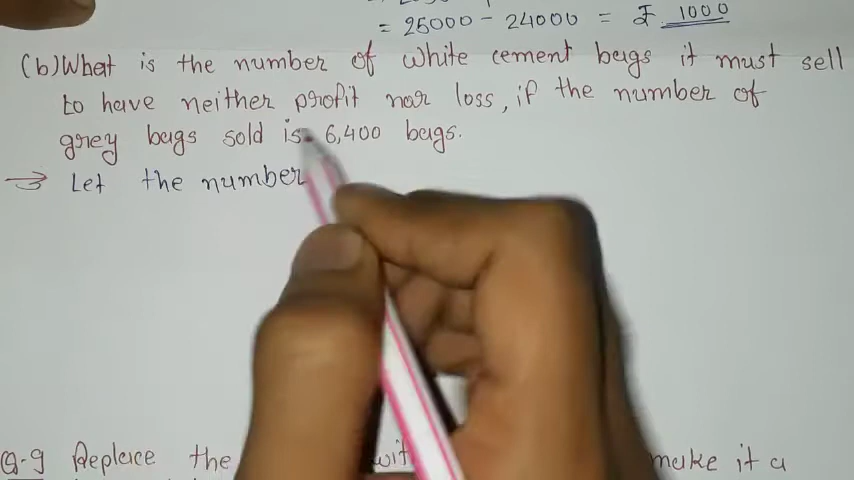 = 25000 - 24000 = ₹ 1000
(b) What is the number of white cement bags it must sell
to have neither profit nor loss, if the number of
grey bags sold is 6,400 bags.
⇒ Let the number
Q-9 Replace the with make it a